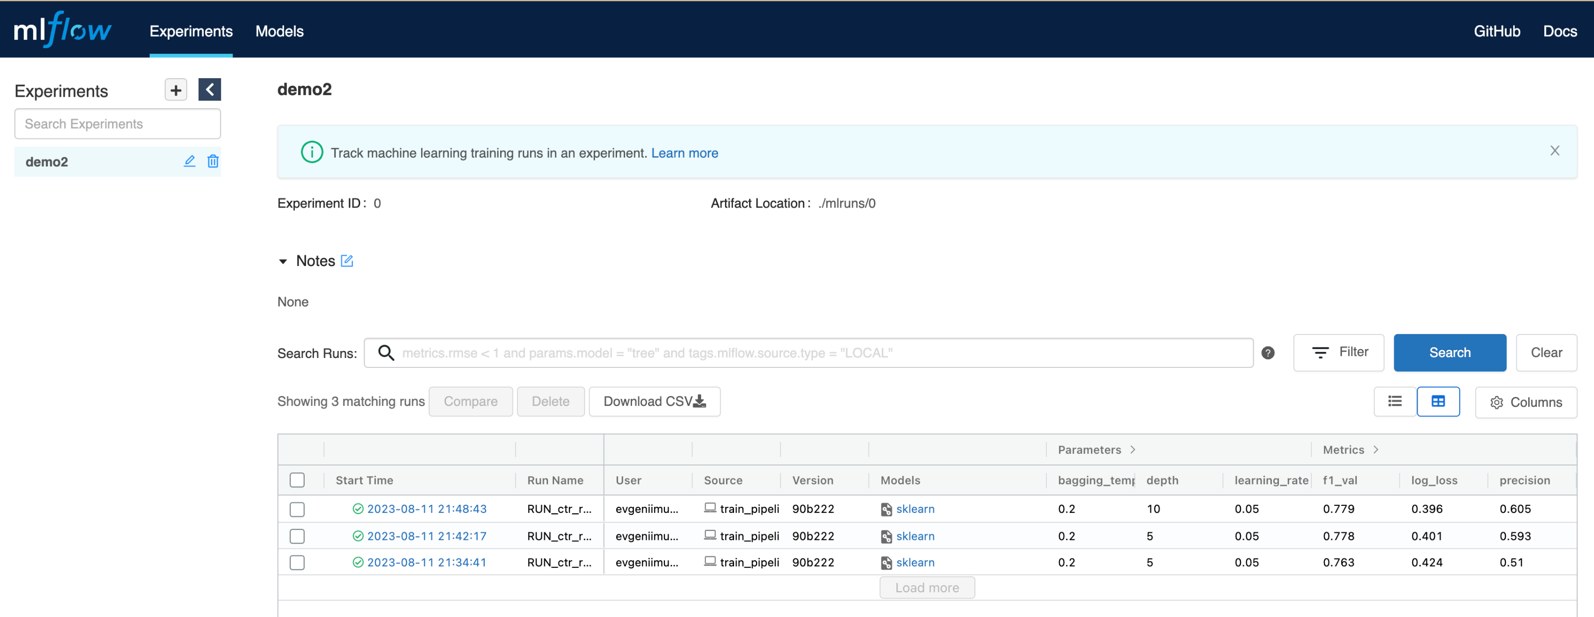 mlflow Experiments Models GitHub Docs
Experiments +
Search Experiments
demo2
demo2
Track machine learning training runs in an experiment. Learn more
Experiment ID: 0 Artifact Location: ./mlruns/0
Notes
None
Search Runs: metrics.rmse < 1 and params.model = "tree" and tags.mlflow.source.type = "LOCAL" ? Filter Search Clear
Showing 3 matching runs Compare Delete Download CSV Columns
Parameters > Metrics >
Start Time Run Name User Source Version Models bagging_temp depth learning_rate f1_val log_loss precision
2023-08-11 21:48:43 RUN_ctr_r... evgeniimu... train_pipeli 90b222 sklearn 0.2 10 0.05 0.779 0.396 0.605
2023-08-11 21:42:17 RUN_ctr_r... evgeniimu... train_pipeli 90b222 sklearn 0.2 5 0.05 0.778 0.401 0.593
2023-08-11 21:34:41 RUN_ctr_r... evgeniimu... train_pipeli 90b222 sklearn 0.2 5 0.05 0.763 0.424 0.51
Load more